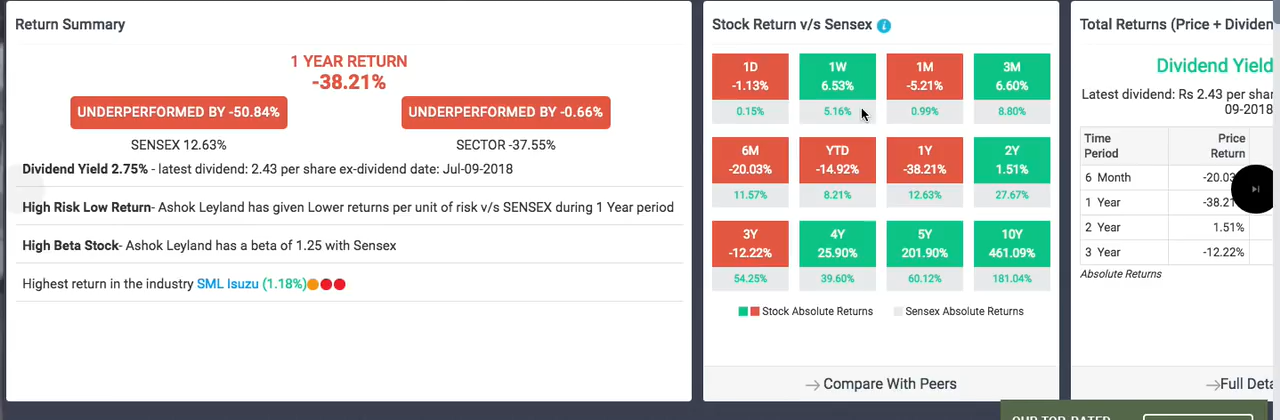 Return Summary
1 YEAR RETURN
-38.21%
UNDERPERFORMED BY -50.84%
UNDERPERFORMED BY -0.66%
SENSEX 12.63%
SECTOR -37.55%
Dividend Yield 2.75% - latest dividend: 2.43 per share ex-dividend date: Jul-09-2018
High Risk Low Return- Ashok Leyland has given Lower returns per unit of risk v/s SENSEX during 1 Year period
High Beta Stock- Ashok Leyland has a beta of 1.25 with Sensex
Highest return in the industry SML Isuzu (1.18%)
Stock Return v/s Sensex i
1D 1W 1M 3M
-1.13% 6.53% -5.21% 6.60%
0.15% 5.16% 0.99% 8.80%
6M YTD 1Y 2Y
-20.03% -14.92% -38.21% 1.51%
11.57% 8.21% 12.63% 27.67%
3Y 4Y 5Y 10Y
-12.22% 25.90% 201.90% 461.09%
54.25% 39.60% 60.12% 181.04%
Stock Absolute Returns Sensex Absolute Returns
Compare With Peers
Total Returns (Price + Dividen
Dividend Yield
Latest dividend: Rs 2.43 per shar
09-2018
Time Price
Period Return
6 Month -20.03
1 Year -38.21
2 Year 1.51%
3 Year -12.22%
Absolute Returns
Full Deta
OUR TOP-RATED